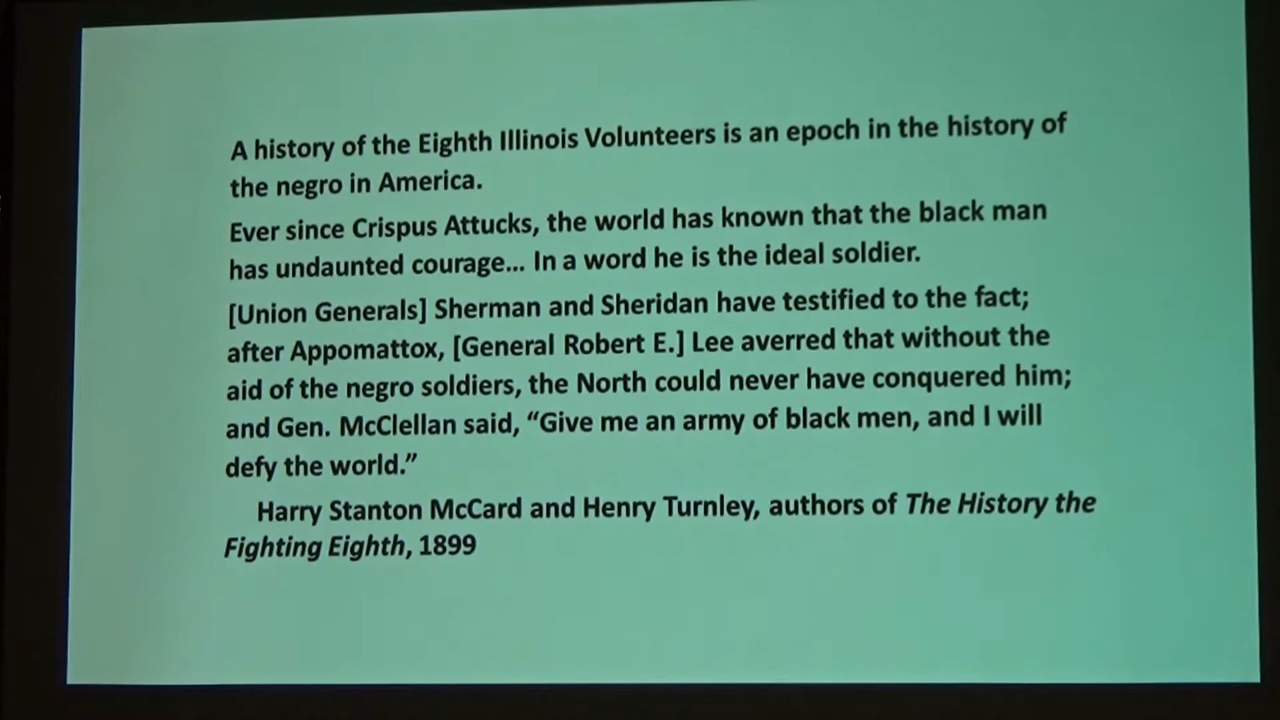 A history of the Eighth Illinois Volunteers is an epoch in the history of
the negro in America.
Ever since Crispus Attucks, the world has known that the black man
has undaunted courage... In a word he is the ideal soldier.
[Union Generals] Sherman and Sheridan have testified to the fact;
after Appomattox, [General Robert E.] Lee averred that without the
aid of the negro soldiers, the North could never have conquered him;
and Gen. McClellan said, “Give me an army of black men, and I will
defy the world.”
Harry Stanton McCard and Henry Turnley, authors of The History the
Fighting Eighth, 1899